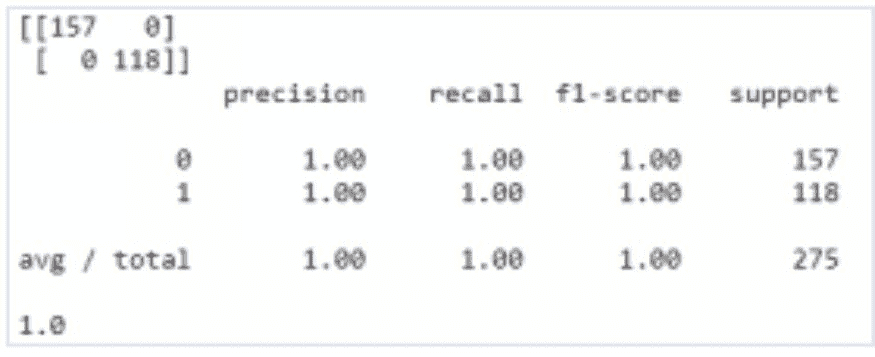 [[157   0]
 [  0 118]]
             precision    recall  f1-score   support
          0       1.00      1.00      1.00       157
          1       1.00      1.00      1.00       118
avg / total       1.00      1.00      1.00       275
1.0